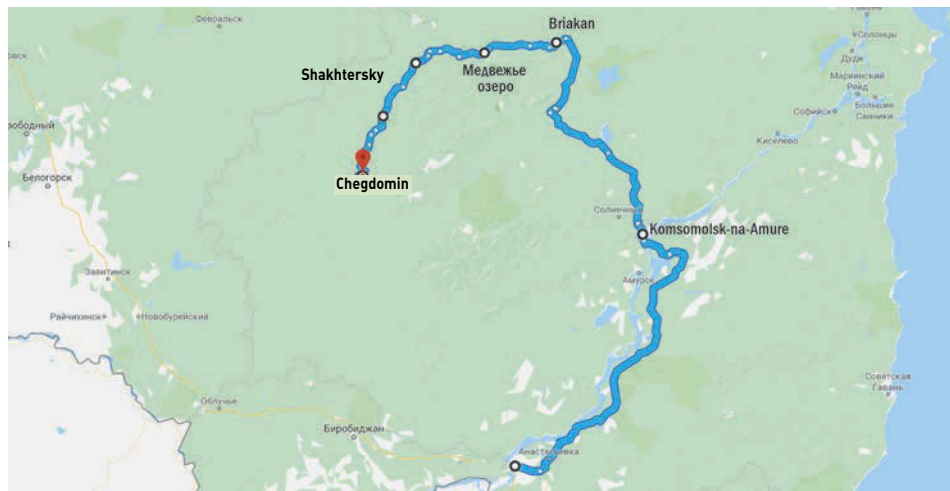 Февральск
Briakan
Солонцы
Дуди
Shakhtersky
Медвежье
озеро
Мариинский
Рейд
Большие
Санники
Софийск
Киселево
Белогорск
Chegdomin
Солнечный
Komsomolsk-na-Amure
Завитинск
Амурск
Райчихинск
Новобурейский
Советская
Гавань
Облучье
Биробиджан
Анастасьевка